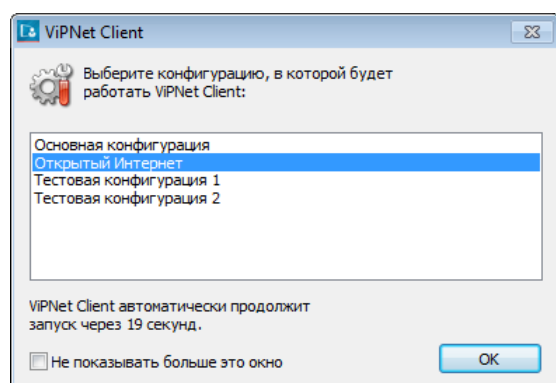 ViPNet Client
Выберите конфигурацию, в которой будет
работать ViPNet Client:
Основная конфигурация
Открытый Интернет
Тестовая конфигурация 1
Тестовая конфигурация 2
ViPNet Client автоматически продолжит
запуск через 19 секунд.
Не показывать больше это окно
OK